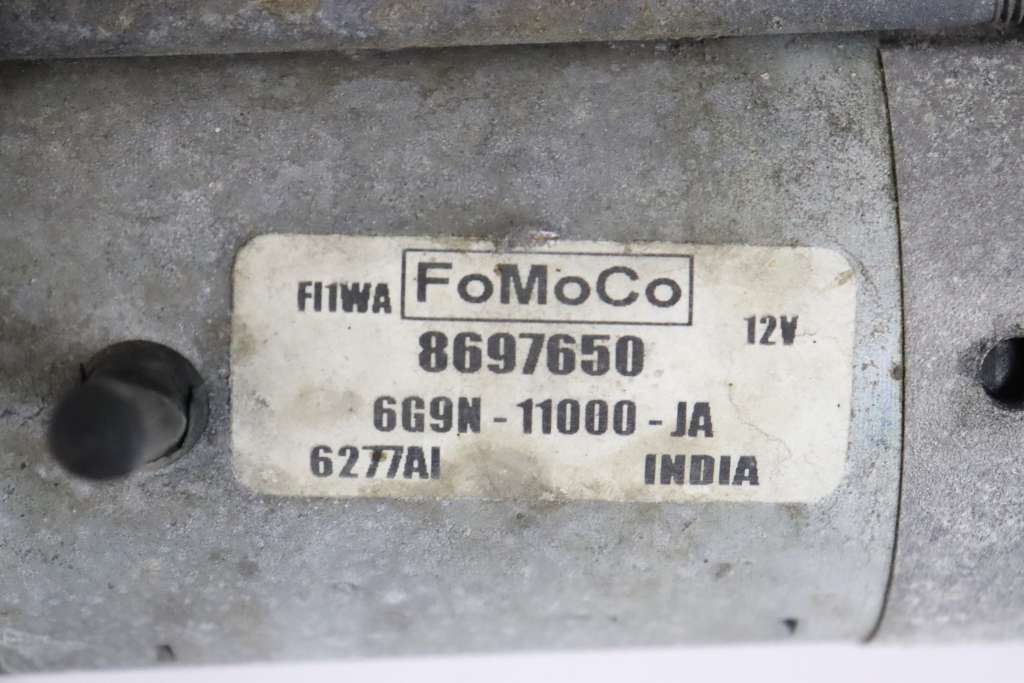 FI1WA FoMoCo
12V
8697650
6G9N - 11000 - JA
6277AI INDIA